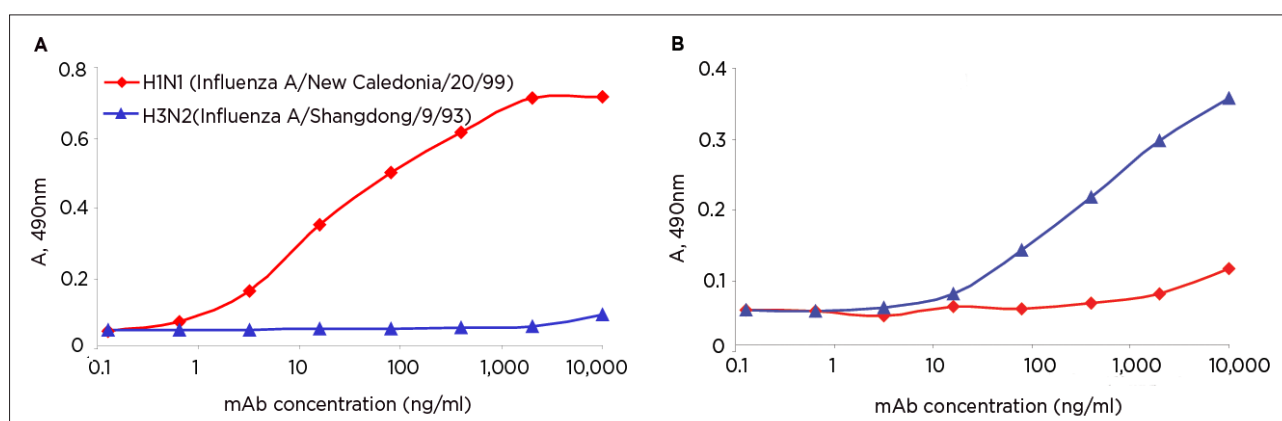 A
H1N1 (Influenza A/New Caledonia/20/99)
H3N2(Influenza A/Shangdong/9/93)
0.8
0.6
0.4
0.2
0
A, 490nm
0.1 1 10 100 1,000 10,000
mAb concentration (ng/ml)
B
0.4
0.3
0.2
0.1
0
A, 490nm
0.1 1 10 100 1,000 10,000
mAb concentration (ng/ml)